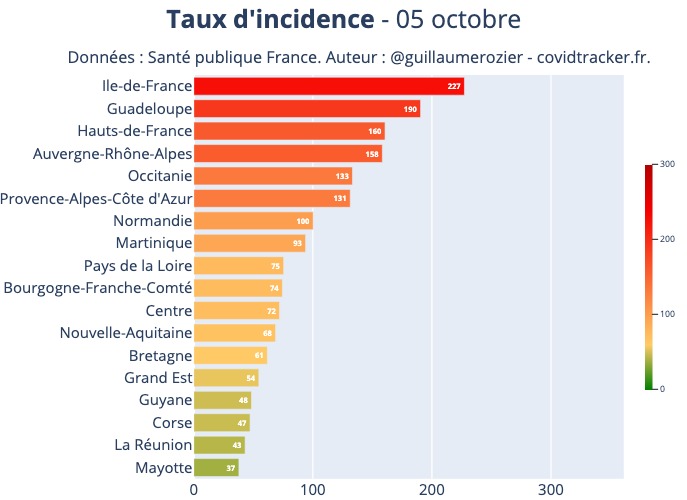 Taux d'incidence - 05 octobre
Données : Santé publique France. Auteur : @guillaumerozier - covidtracker.fr.
Ile-de-France 227
Guadeloupe 190
Hauts-de-France 160
Auvergne-Rhône-Alpes 158
Occitanie 133
Provence-Alpes-Côte d'Azur 131
Normandie 100
Martinique 93
Pays de la Loire 75
Bourgogne-Franche-Comté 74
Centre 72
Nouvelle-Aquitaine 68
Bretagne 61
Grand Est 54
Guyane 48
Corse 47
La Réunion 43
Mayotte 37
0 100 200 300
300
200
100
0